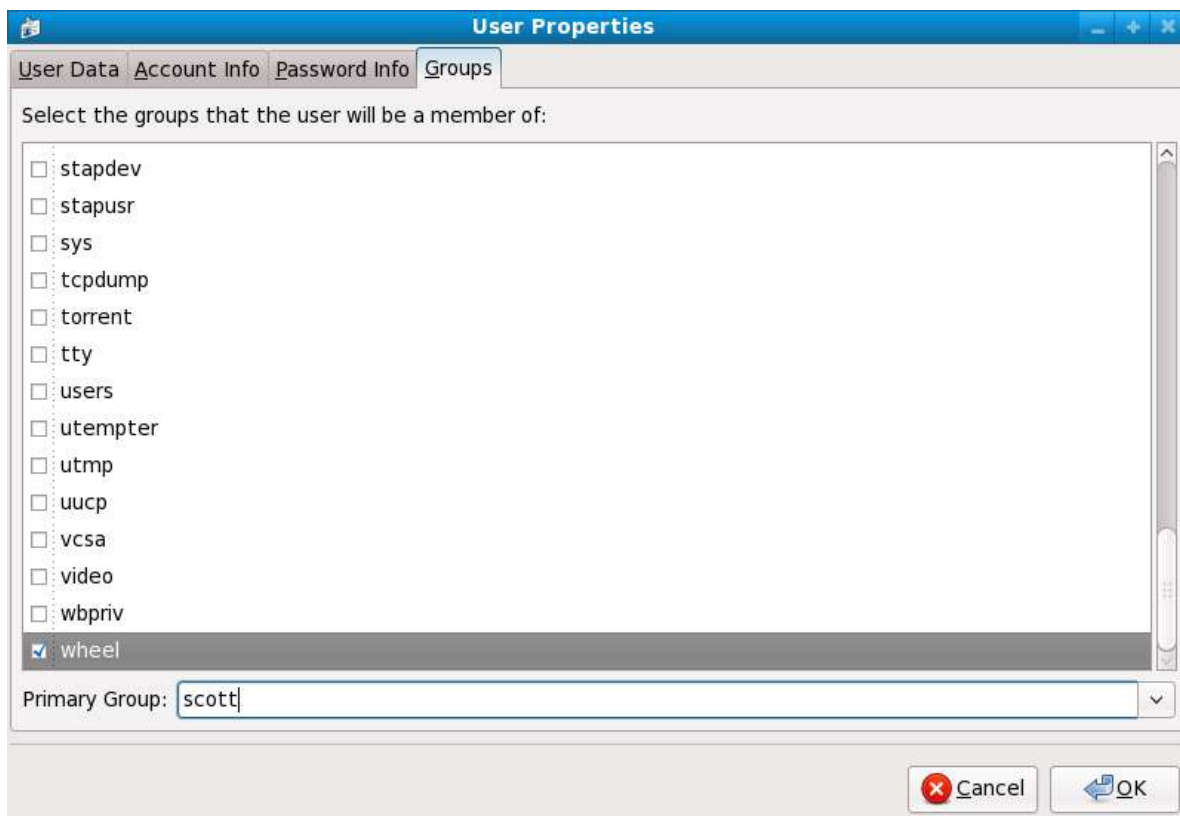 User Properties
User Data Account Info Password Info Groups
Select the groups that the user will be a member of:
stapdev
stapusr
sys
tcpdump
torrent
tty
users
utempter
utmp
uucp
vcsa
video
wbpriv
wheel
Primary Group: scott
Cancel OK